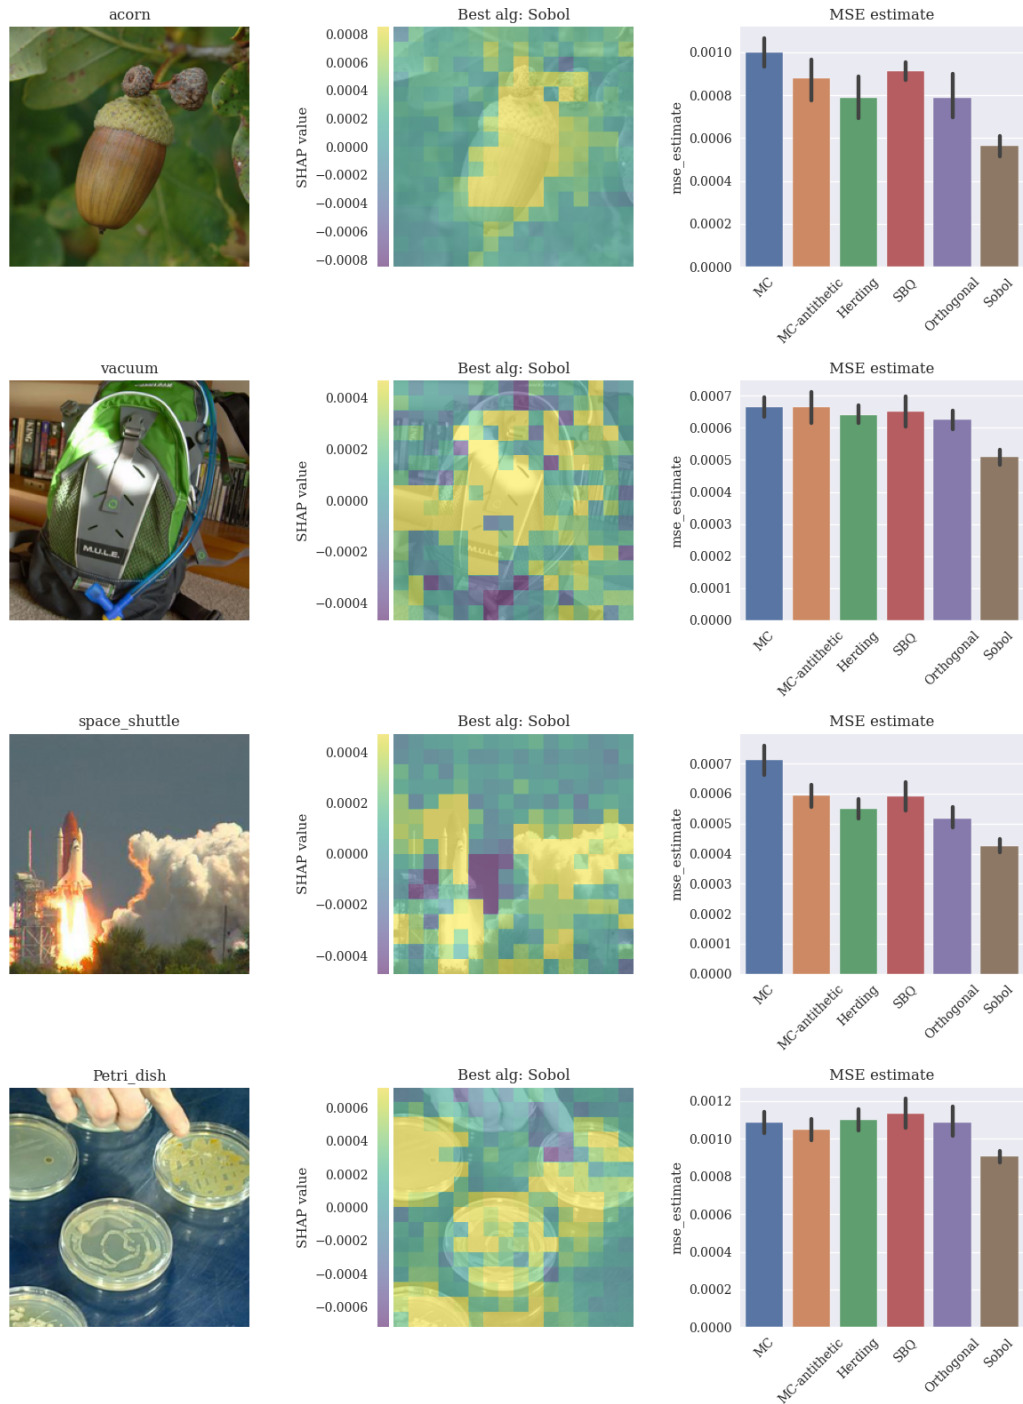 acorn
Best alg: Sobol
MSE estimate
SHAP value
0.0008
0.0006
0.0004
0.0002
0.0000
−0.0002
−0.0004
−0.0006
−0.0008
mse_estimate
0.0010
0.0008
0.0006
0.0004
0.0002
0.0000
MC
MC-antithetic
Herding
SBQ
Orthogonal
Sobol
vacuum
Best alg: Sobol
MSE estimate
KING
M.U.L.E.
SHAP value
0.0004
0.0002
0.0000
−0.0002
−0.0004
M.U.L.E.
mse_estimate
0.0007
0.0006
0.0005
0.0004
0.0003
0.0002
0.0001
0.0000
MC
MC-antithetic
Herding
SBQ
Orthogonal
Sobol
space_shuttle
Best alg: Sobol
MSE estimate
SHAP value
0.0004
0.0002
0.0000
−0.0002
−0.0004
mse_estimate
0.0007
0.0006
0.0005
0.0004
0.0003
0.0002
0.0001
0.0000
MC
MC-antithetic
Herding
SBQ
Orthogonal
Sobol
Petri_dish
Best alg: Sobol
MSE estimate
SHAP value
0.0006
0.0004
0.0002
0.0000
−0.0002
−0.0004
−0.0006
mse_estimate
0.0012
0.0010
0.0008
0.0006
0.0004
0.0002
0.0000
MC
MC-antithetic
Herding
SBQ
Orthogonal
Sobol